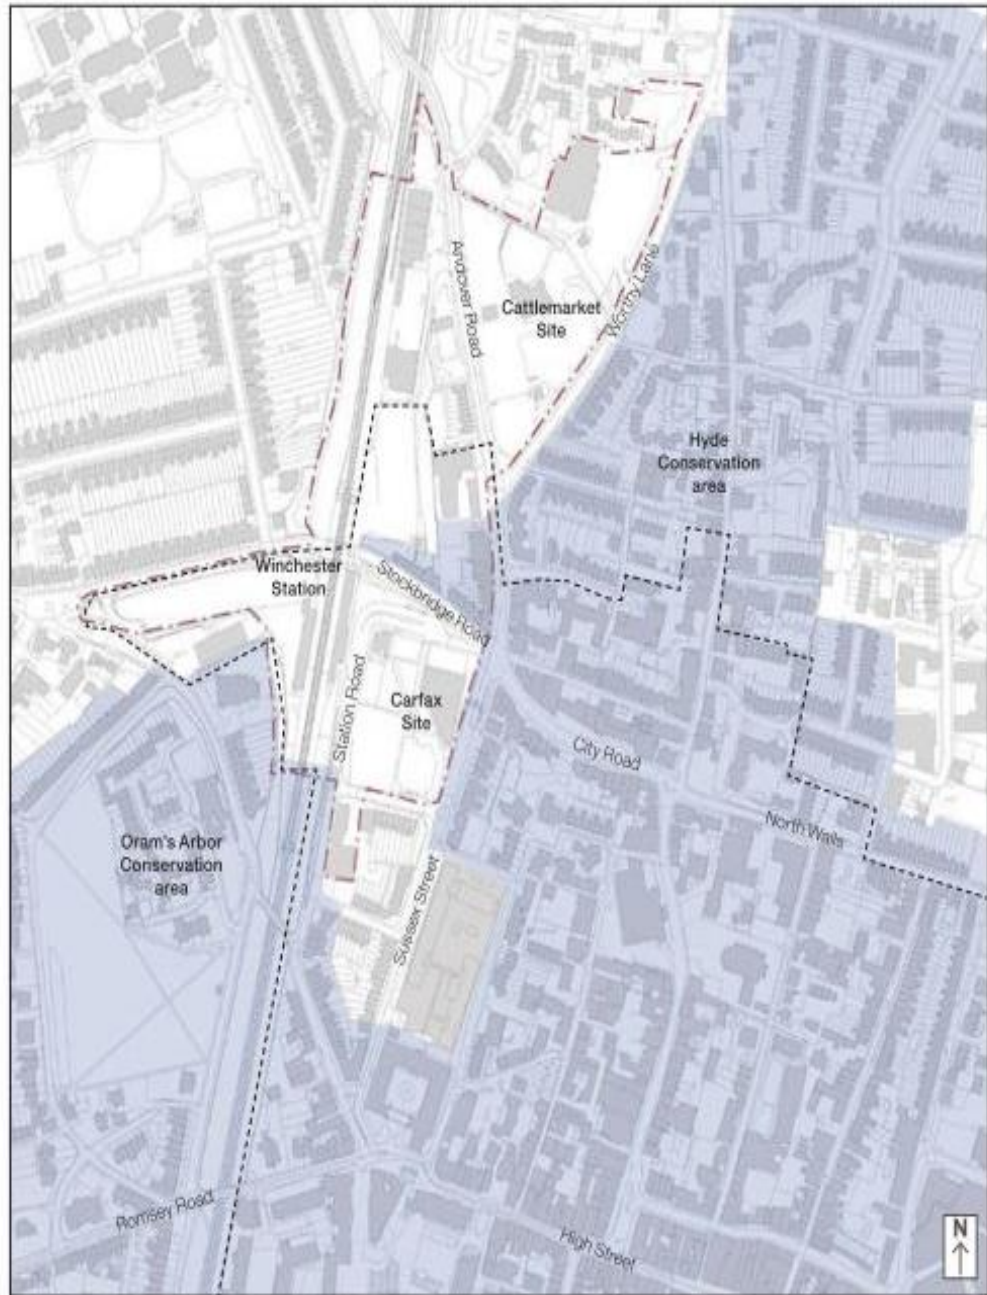 Andover Road
Cattlemarket
Site
Worthy Lane
Hyde
Conservation
area
Winchester
Station
Stockbridge Road
Station Road
Carfax
Site
City Road
North Walls
Oram's Arbor
Conservation
area
Sussex Street
Romsey Road
High Street
N